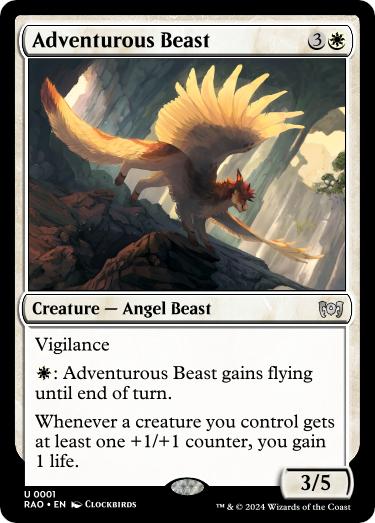 Adventurous Beast 3
Creature — Angel Beast
Vigilance
: Adventurous Beast gains flying
until end of turn.
Whenever a creature you control gets
at least one +1/+1 counter, you gain
1 life.
3/5
U 0001
RAO • EN CLOCKBIRDS
™ & © 2024 Wizards of the Coast